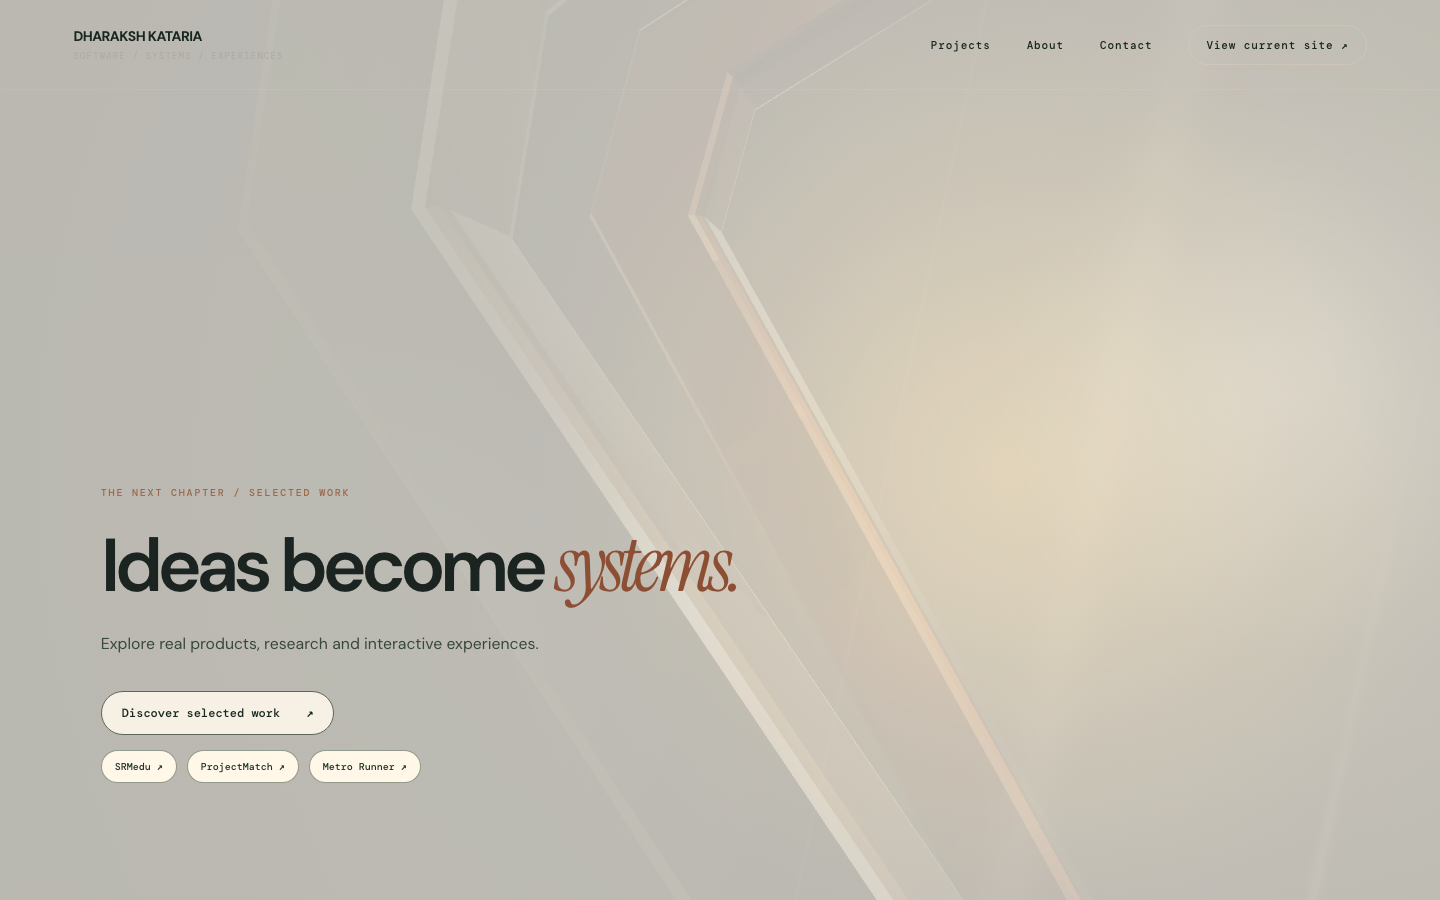 DHARAKSH KATARIA
SOFTWARE / SYSTEMS / EXPERIENCES
Projects About Contact View current site ↗
THE NEXT CHAPTER / SELECTED WORK
Ideas become systems.
Explore real products, research and interactive experiences.
Discover selected work ↗
SRMedu ↗ ProjectMatch ↗ Metro Runner ↗